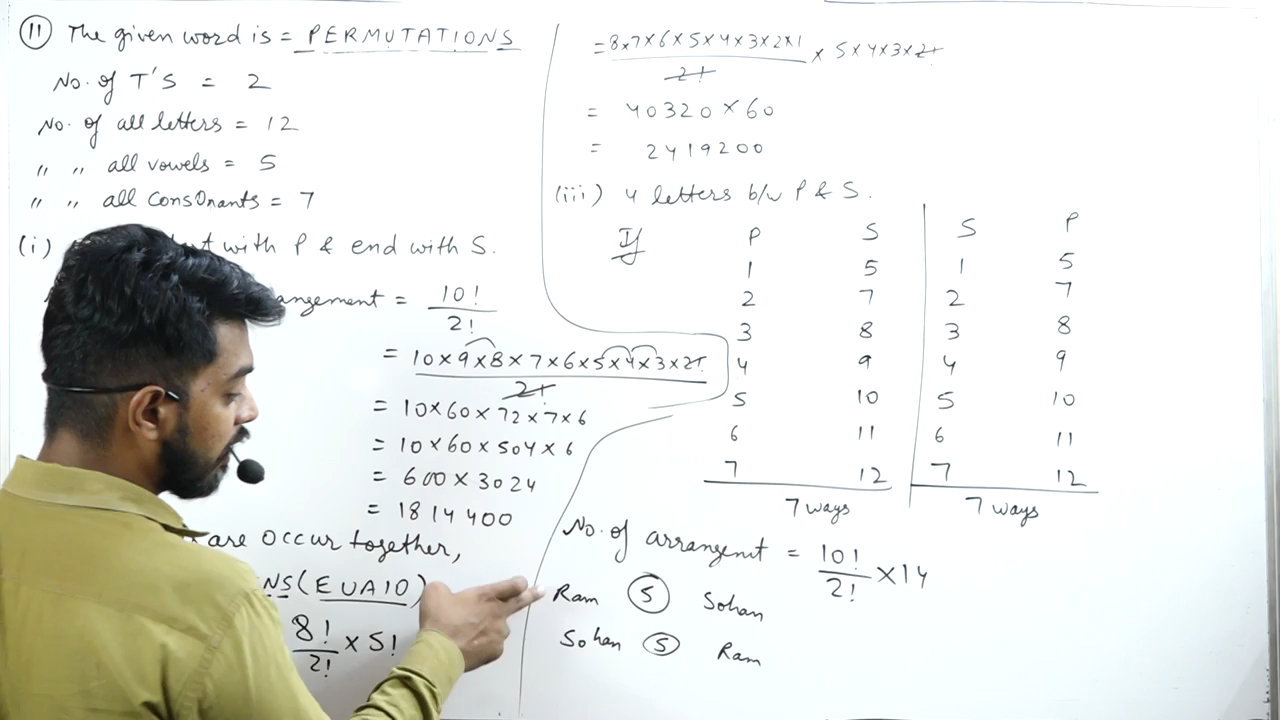 (11) The given word is = PERMUTATIONS
No. of T'S = 2
No. of all letters = 12
" " all vowels = 5
" " all consonants = 7
(i) with P & end with S.
angement = 10!/2!
= 10×9×8×7×6×5×4×3×2!/2!
= 10×60×72×7×6
= 10×60×504×6
= 600×3024
= 1814400
are occur together,
NS(EUAIO)
8!/2! × 5!
= 8×7×6×5×4×3×2×1/2! × 5×4×3×2!
= 40320×60
= 2419200
(iii) 4 letters b/w P & S.
If P S | S P
1 5 | 1 5
2 7 | 2 7
3 8 | 3 8
4 9 | 4 9
5 10 | 5 10
6 11 | 6 11
7 12 | 7 12
7 ways | 7 ways
No. of arrangemt = 10!/2! ×14
Ram (5) Sohan
Sohan (5) Ram